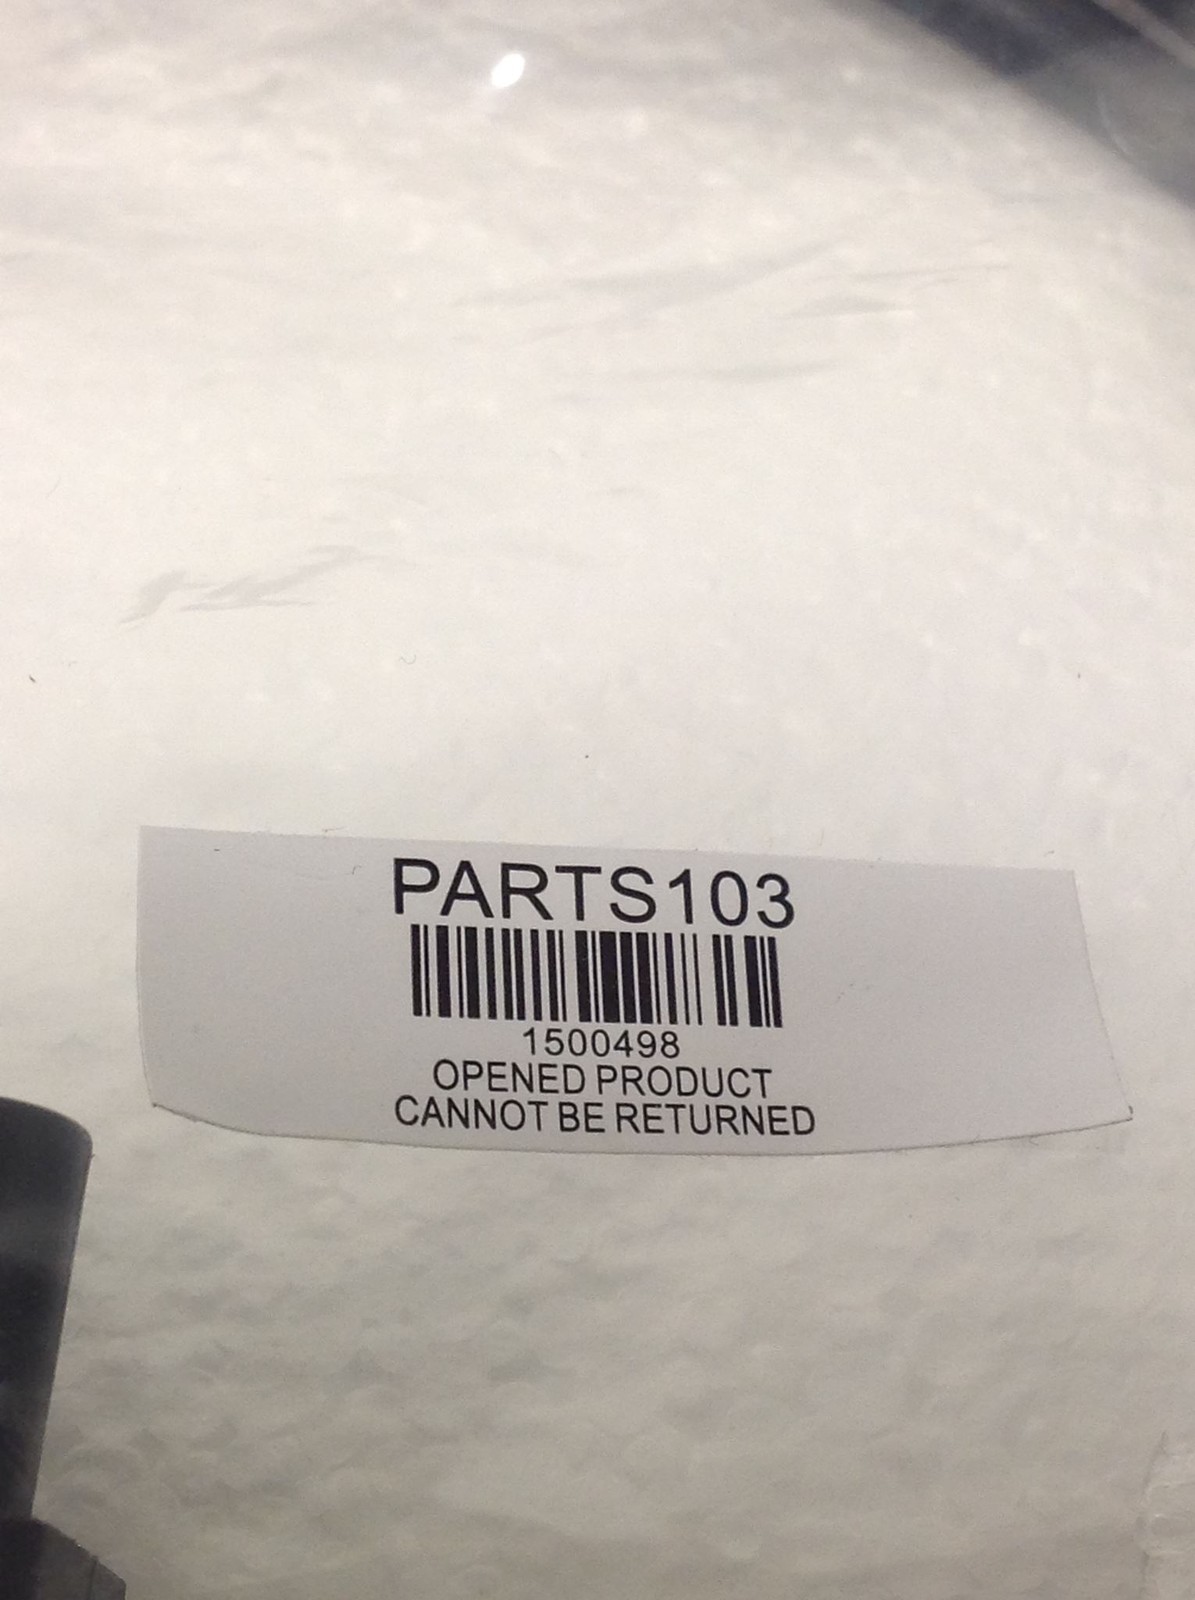 PARTS103
1500498
OPENED PRODUCT
CANNOT BE RETURNED